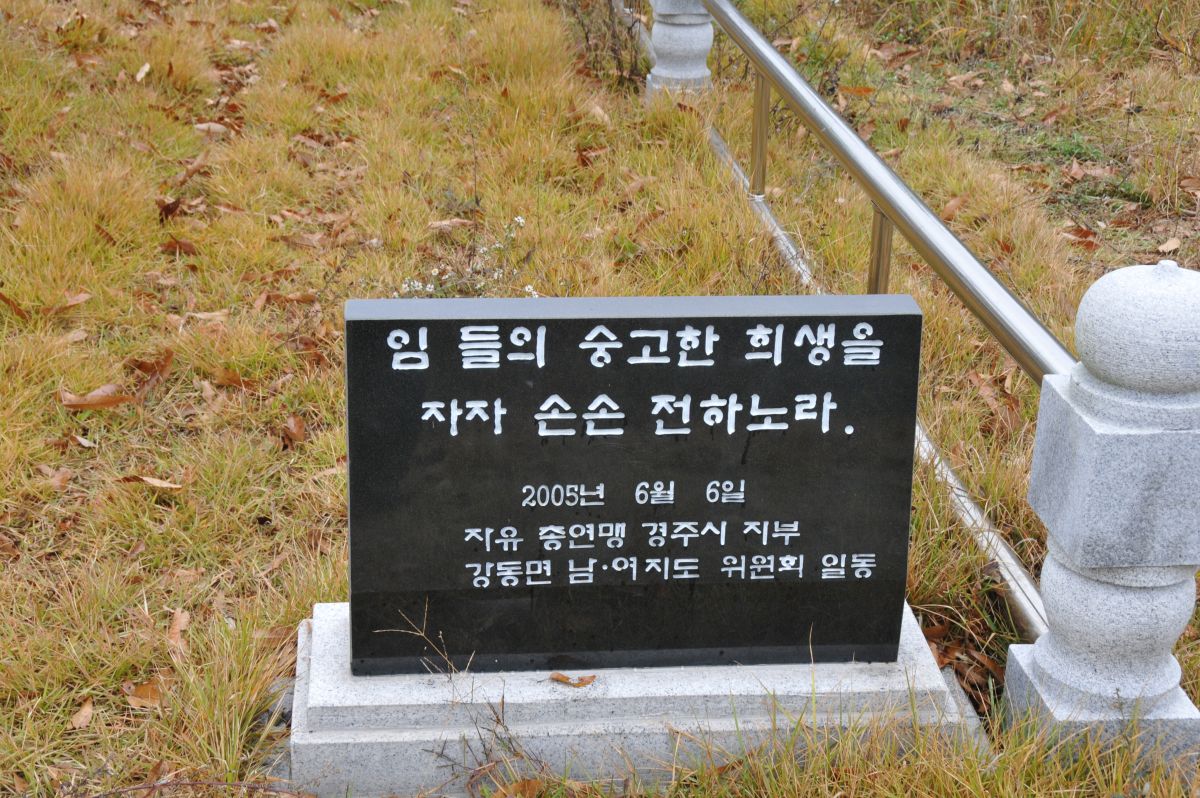 임 들의 숭고한 희생을
자자 손손 전하노라.
2005년 6월 6일
자유 총연맹 경주시 지부
강동면 남·여지도 위원회 일동